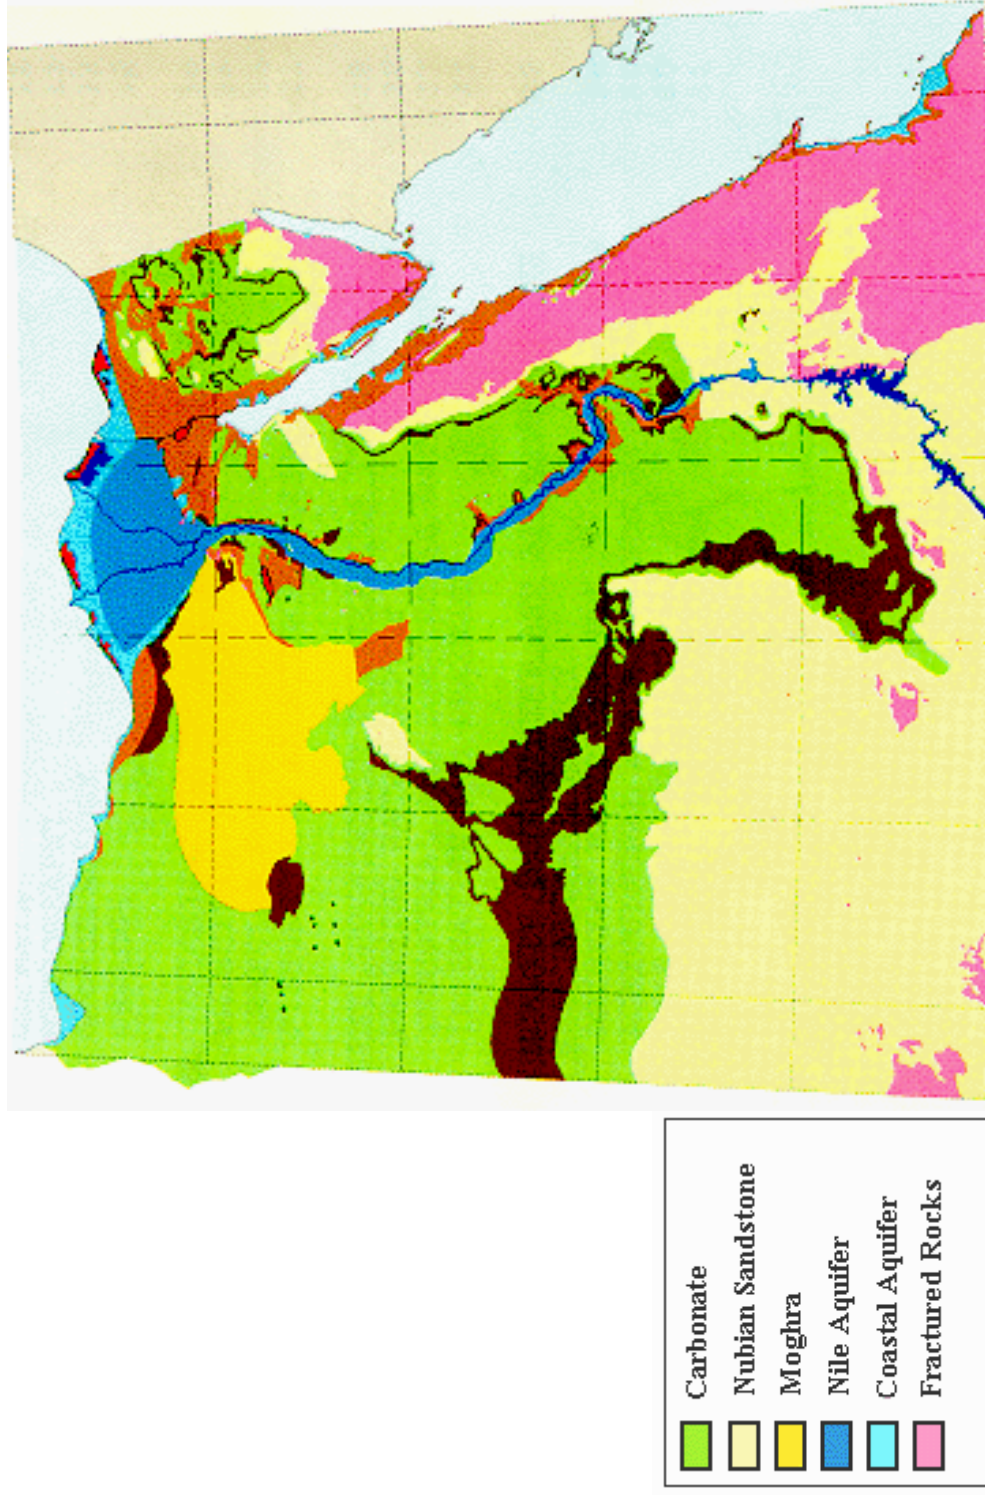 Carbonate
Nubian Sandstone
Moghra
Nile Aquifer
Coastal Aquifer
Fractured Rocks